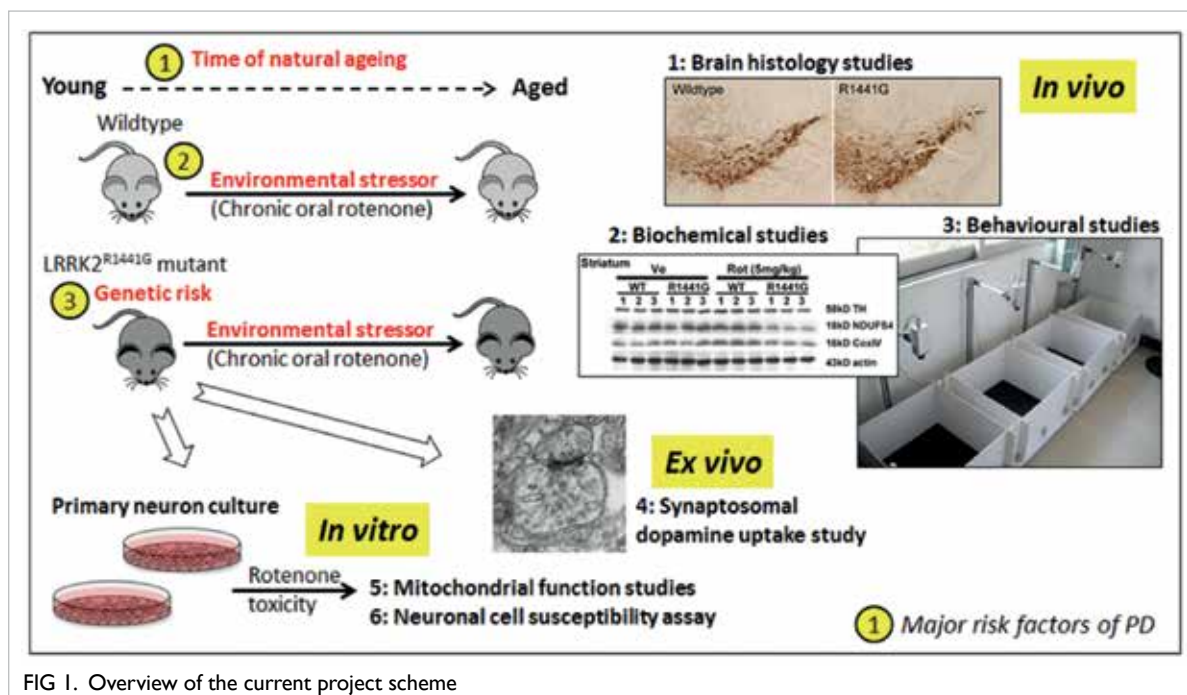 1 Time of natural ageing
Young
Aged
Wildtype
2
Environmental stressor
(Chronic oral rotenone)
LRRK2R1441G mutant
3 Genetic risk
Environmental stressor
(Chronic oral rotenone)
Primary neuron culture
In vitro
Rotenone
toxicity
5: Mitochondrial function studies
6: Neuronal cell susceptibility assay
1: Brain histology studies
In vivo
Wildtype
R1441G
2: Biochemical studies
Striatum
Ve
Rot (5mg/kg)
WT R1441G WT R1441G
1 2 3 1 2 3 1 2 3 1 2 3
58kD TH
18kD NDUFS4
16kD CoxIV
43kD actin
3: Behavioural studies
Ex vivo
4: Synaptosomal
dopamine uptake study
1 Major risk factors of PD
FIG 1. Overview of the current project scheme